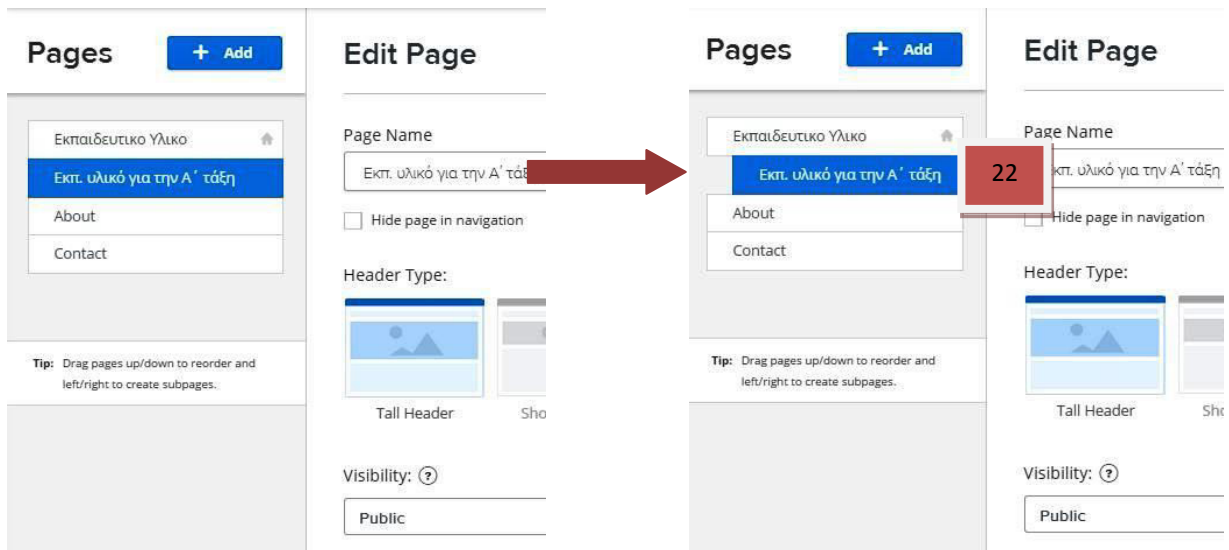 Pages
+ Add
Εκπαιδευτικο Υλικο
Εκπ. υλικό για την Α΄ τάξη
About
Contact
Tip: Drag pages up/down to reorder and
left/right to create subpages.
Edit Page
Page Name
Εκπ. υλικό για την Α΄ τάξ
Hide page in navigation
Header Type:
Tall Header
Sho
Visibility: ?
Public
Pages
+ Add
Εκπαιδευτικο Υλικο
Εκπ. υλικό για την Α΄ τάξη
About
Contact
Tip: Drag pages up/down to reorder and
left/right to create subpages.
22
Edit Page
Page Name
κπ. υλικό για την Α΄ τάξη
Hide page in navigation
Header Type:
Tall Header
Sho
Visibility: ?
Public